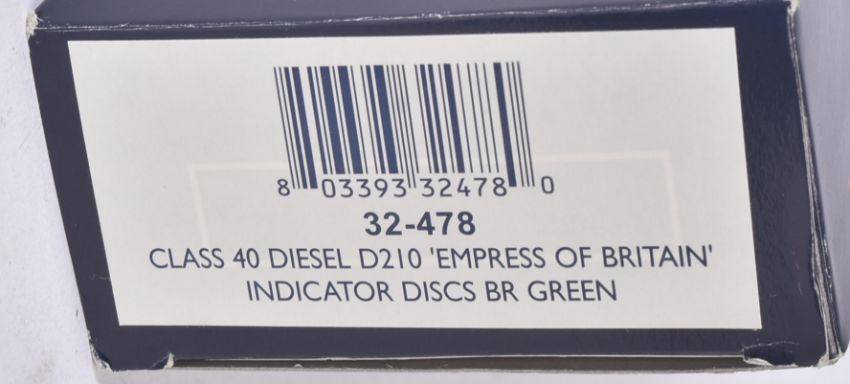 8 03393 32478 0
32-478
CLASS 40 DIESEL D210 'EMPRESS OF BRITAIN'
INDICATOR DISCS BR GREEN